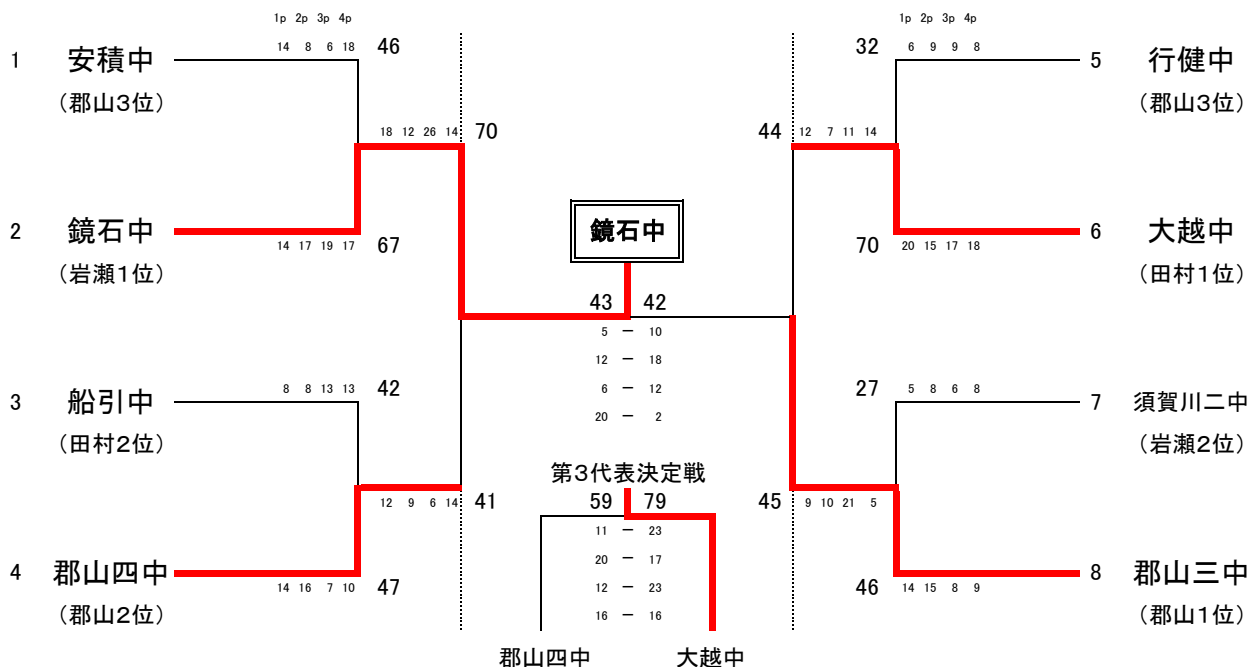 1p 2p 3p 4p
14 8 6 18 46
1 安積中
（郡山3位）
18 12 26 14 70
2 鏡石中
（岩瀬1位）
14 17 19 17 67
3 船引中
（田村2位）
8 8 13 13 42
12 9 6 14 41
4 郡山四中
（郡山2位）
14 16 7 10 47
鏡石中
43 42
5 － 10
12 － 18
6 － 12
20 － 2
第3代表決定戦
59 79
11 － 23
20 － 17
12 － 23
16 － 16
郡山四中 大越中
1p 2p 3p 4p
32 6 9 9 8
5 行健中
（郡山3位）
44 12 7 11 14
6 大越中
（田村1位）
70 20 15 17 18
27 5 8 6 8
7 須賀川二中
（岩瀬2位）
45 9 10 21 5
8 郡山三中
（郡山1位）
46 14 15 8 9